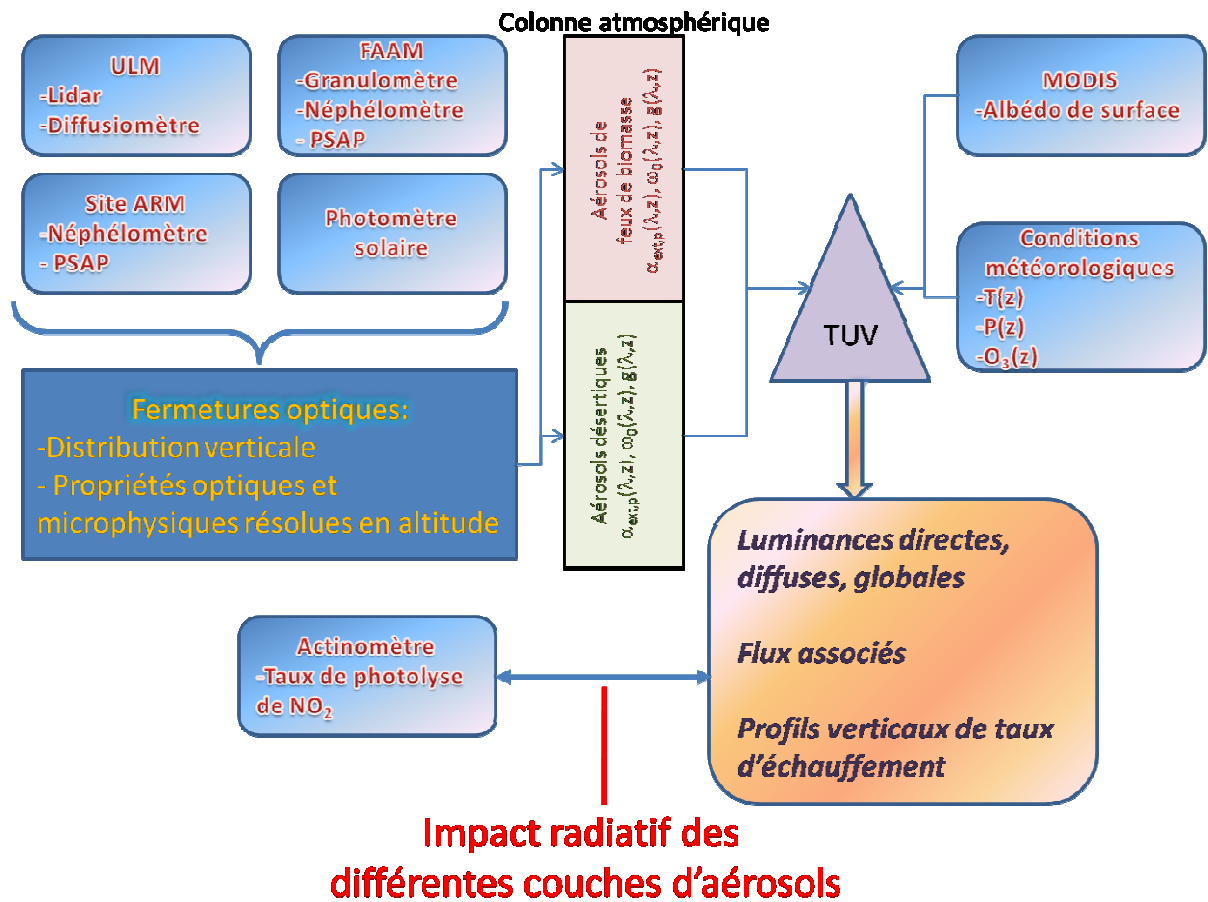 Colonne atmosphérique
ULM
-Lidar
-Diffusiomètre
FAAM
-Granulomètre
-Néphélomètre
- PSAP
Site ARM
-Néphélomètre
- PSAP
Photomètre
solaire
Fermetures optiques:
-Distribution verticale
- Propriétés optiques et
microphysiques résolues en altitude
Aérosols de
feux de biomasse
αext,p(λ,z), ω0(λ,z), g(λ,z)
Aérosols désertiques
αext,p(λ,z), ω0(λ,z), g(λ,z)
MODIS
-Albédo de surface
Conditions
météorologiques
-T(z)
-P(z)
-O3(z)
TUV
Luminances directes,
diffuses, globales
Flux associés
Profils verticaux de taux
d'échauffement
Actinomètre
-Taux de photolyse
de NO2
Impact radiatif des
différentes couches d'aérosols